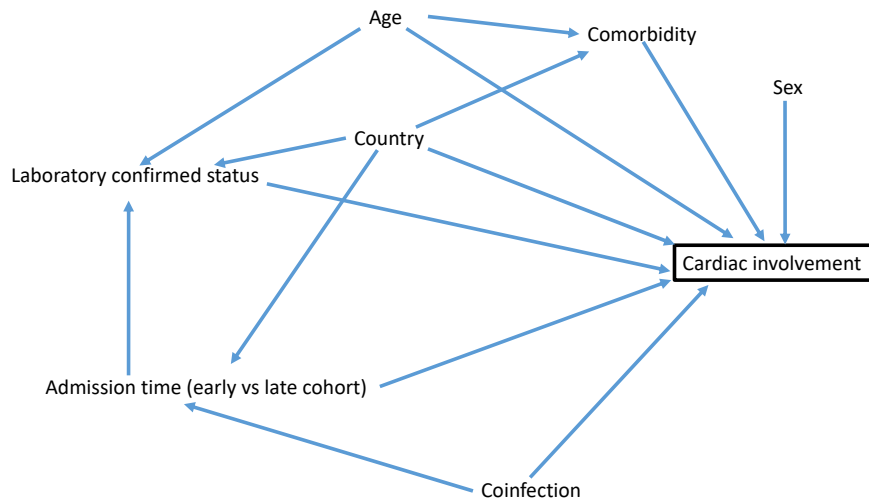 Age
Comorbidity
Sex
Country
Laboratory confirmed status
Cardiac involvement
Admission time (early vs late cohort)
Coinfection